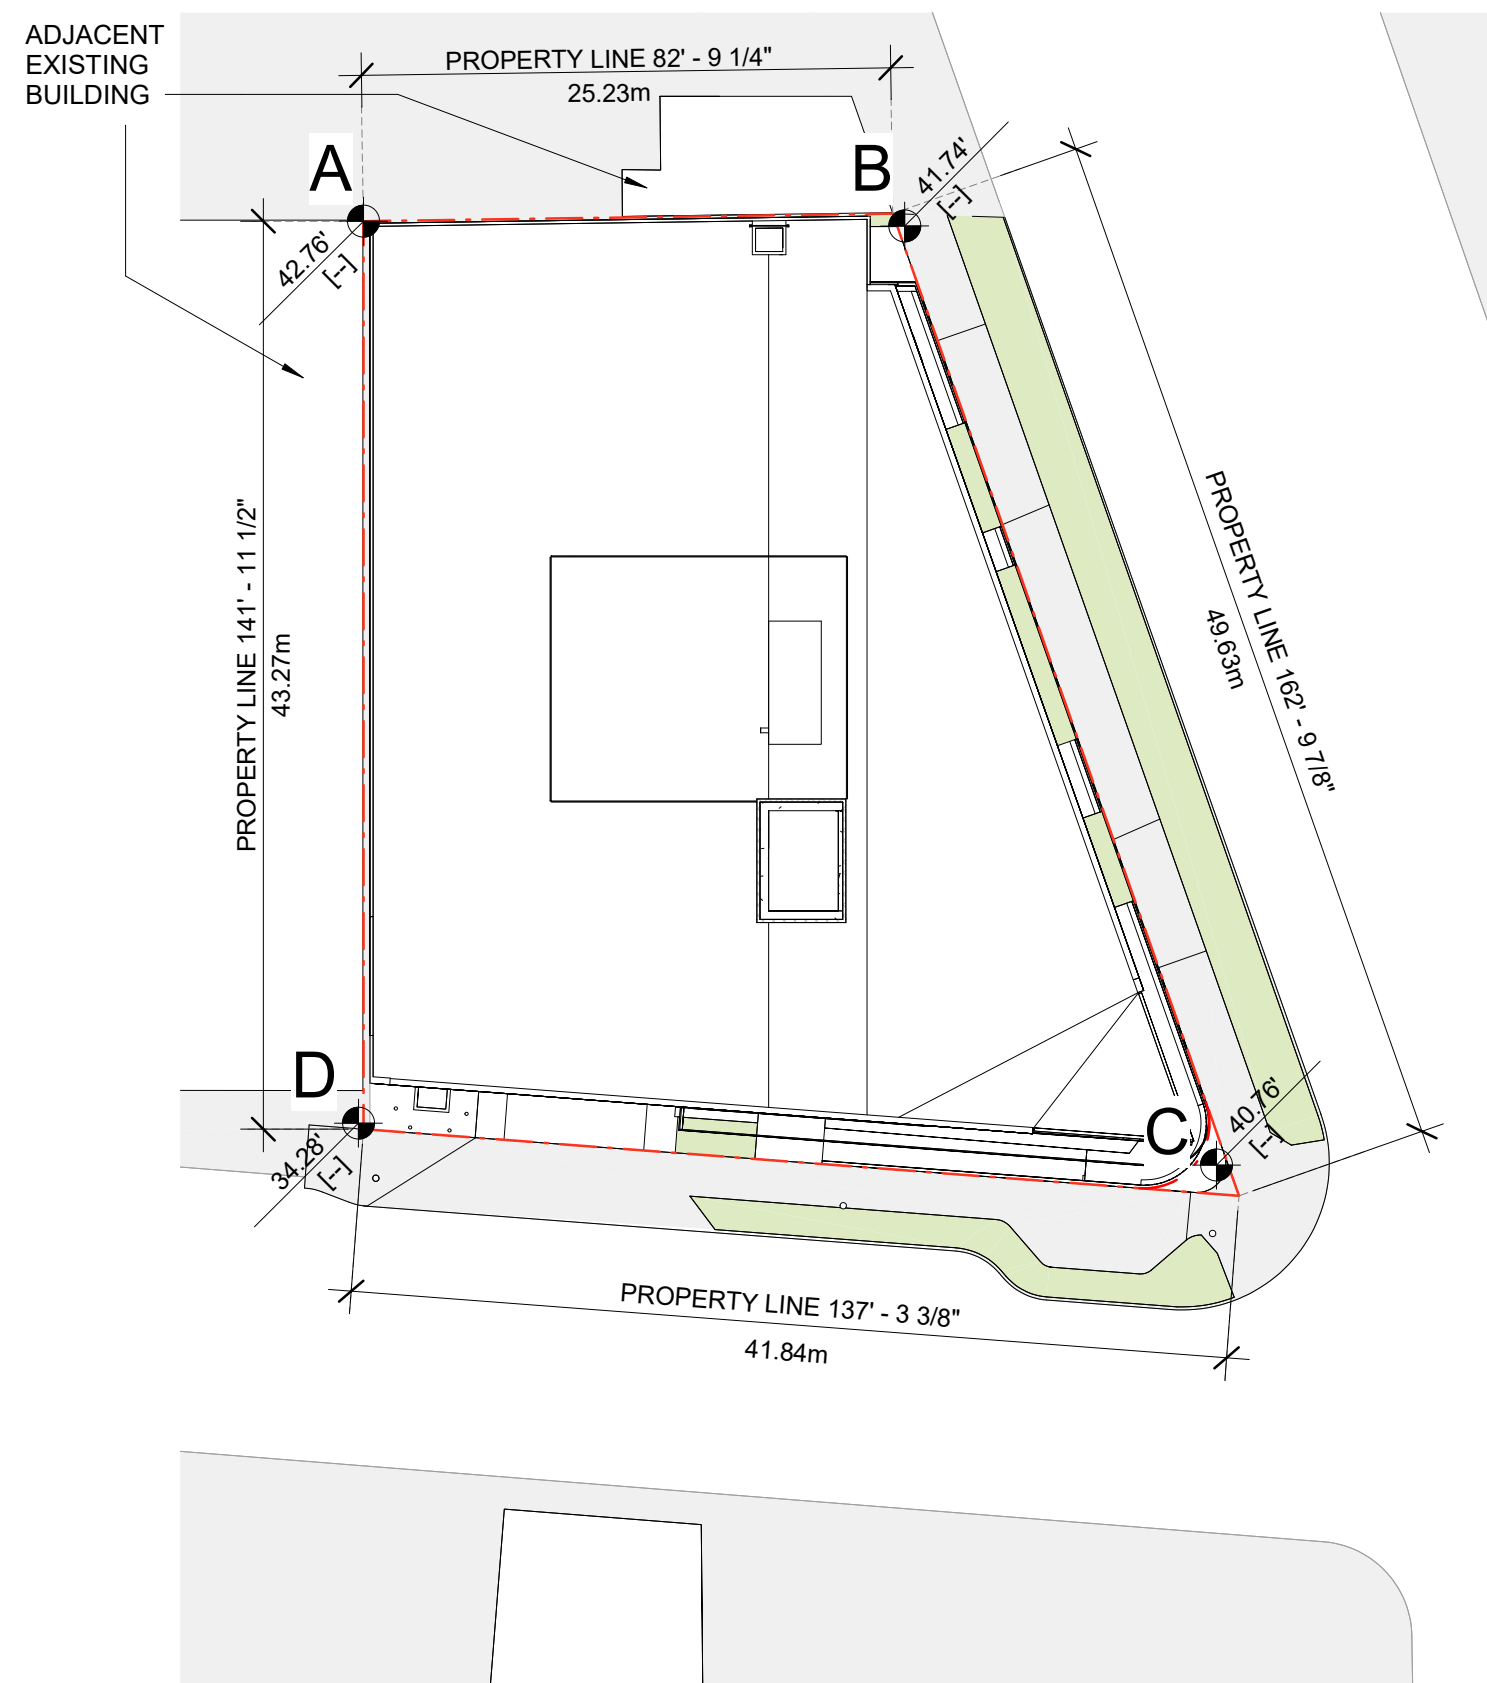 ADJACENT
EXISTING
BUILDING
PROPERTY LINE 82' - 9 1/4"
25.23m
A
B
41.74'
[--]
42.76'
[--]
PROPERTY LINE 141' - 11 1/2"
43.27m
PROPERTY LINE 162' - 9 7/8"
49.63m
D
C
34.28'
[--]
40.76'
[--]
PROPERTY LINE 137' - 3 3/8"
41.84m